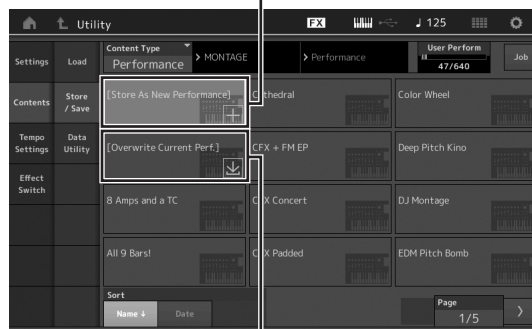 Utility
FX
♩ 125
Settings
Load
Content Type
Performance
> MONTAGE
> Performance
User Perform
47/640
Job
Contents
Store / Save
[Store As New Performance]
Cathedral
Color Wheel
Tempo Settings
Data Utility
[Overwrite Current Perf.]
CFX + FM EP
Deep Pitch Kino
Effect Switch
8 Amps and a TC
CFX Concert
DJ Montage
All 9 Bars!
CFX Padded
EDM Pitch Bomb
Sort
Name ↓
Date
Page
1/5